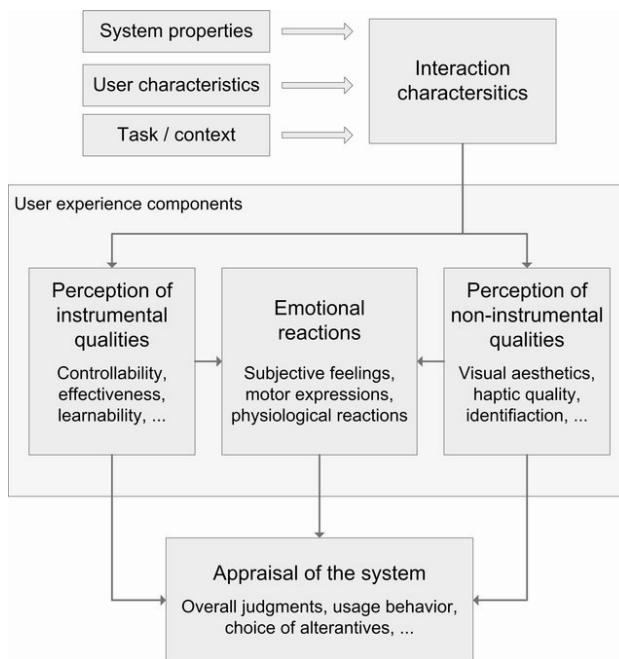 System properties
User characteristics
Task / context
Interaction
charactersitics
User experience components
Perception of
instrumental
qualities
Controllability,
effectiveness,
learnability, ...
Emotional
reactions
Subjective feelings,
motor expressions,
physiological reactions
Perception of
non-instrumental
qualities
Visual aesthetics,
haptic quality,
identifiaction, ...
Appraisal of the system
Overall judgments, usage behavior,
choice of alterantives, ...